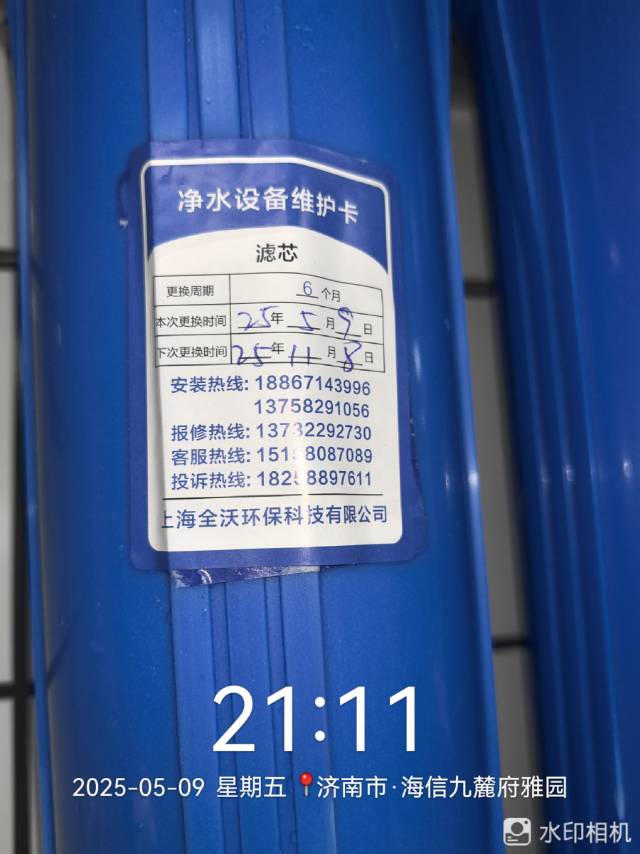 净水设备维护卡
滤芯
更换周期 6 个月
本次更换时间 25 年 5 月 9 日
下次更换时间 25 年 11 月 8 日
安装热线: 18867143996
13758291056
报修热线: 13732292730
客服热线: 15158087089
投诉热线: 18258897611
上海全沃环保科技有限公司
21:11
2025-05-09 星期五 济南市·海信九麓府雅园
水印相机